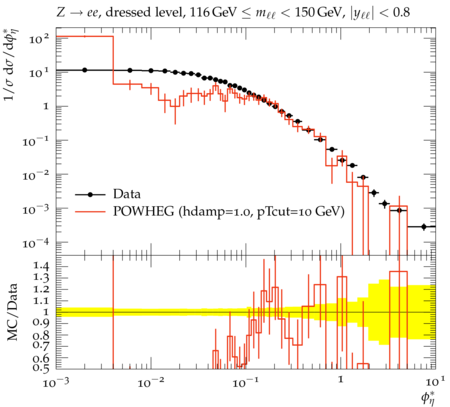 Z → ee, dressed level, 116 GeV ≤ mℓℓ < 150 GeV, |yℓℓ| < 0.8
1/σ dσ/dφ*η
10²
10¹
1
10⁻¹
10⁻²
10⁻³
10⁻⁴
Data
POWHEG (hdamp=1.0, pTcut=10 GeV)
MC/Data
1.4
1.3
1.2
1.1
1
0.9
0.8
0.7
0.6
0.5
10⁻³ 10⁻² 10⁻¹ 1 10¹
φ*η